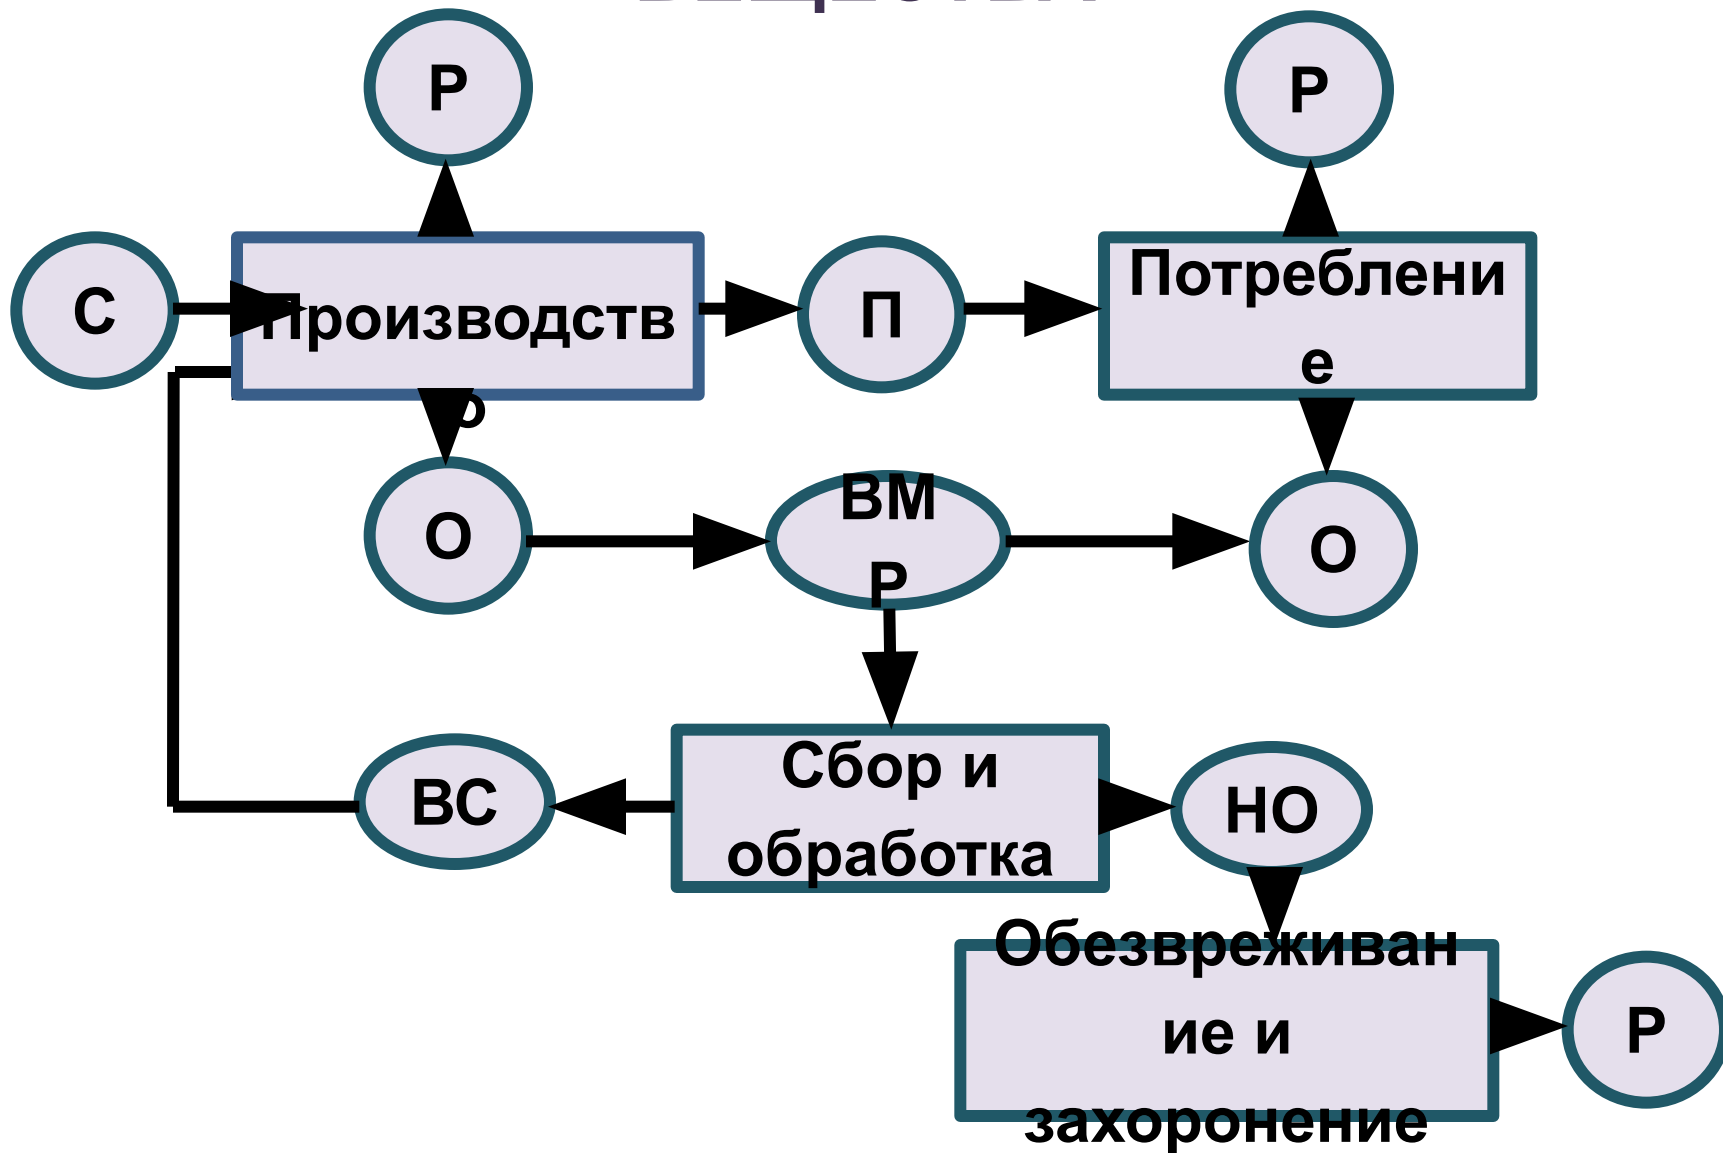 Р
Р
С
Производств
о
П
Потреблени
е
О
ВМ
Р
О
ВС
Сбор и
обработка
НО
Обезвреживан
ие и
захоронение
Р